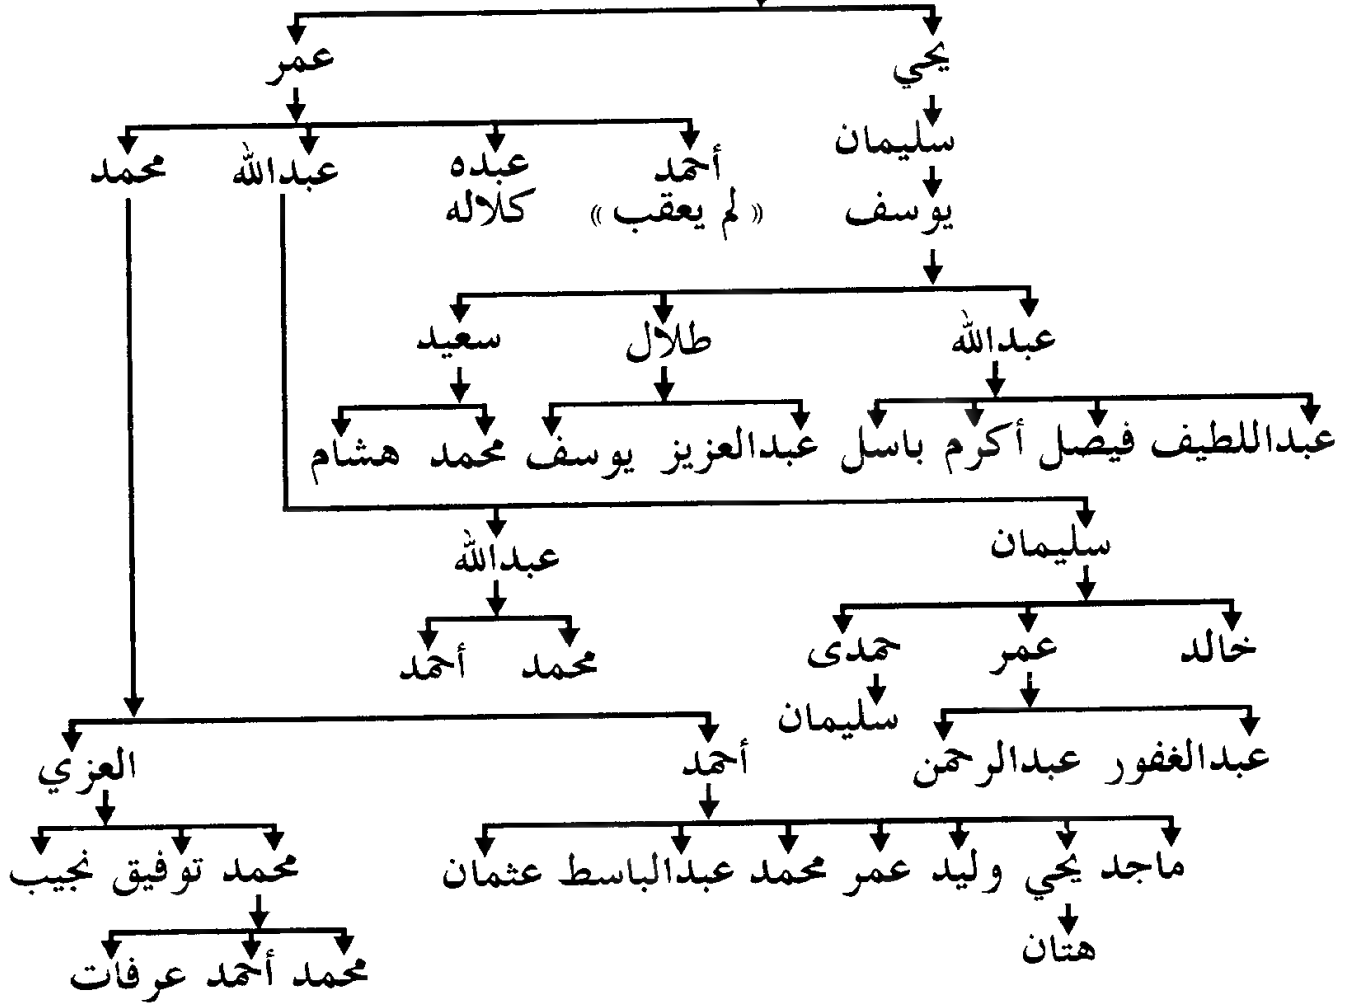 يحي عمر
سليمان
أحمد عبده عبدالله محمد
يوسف « لم يعقب » كلاله
عبدالله طلال سعيد
عبداللطيف فيصل أكرم باسل عبدالعزيز يوسف محمد هشام
سليمان عبدالله
خالد عمر حمدى محمد أحمد
سليمان
عبدالغفور عبدالرحمن أحمد العزي
ماجد يحي وليد عمر محمد عبدالباسط عثمان محمد توفيق نجيب
هتان محمد أحمد عرفات